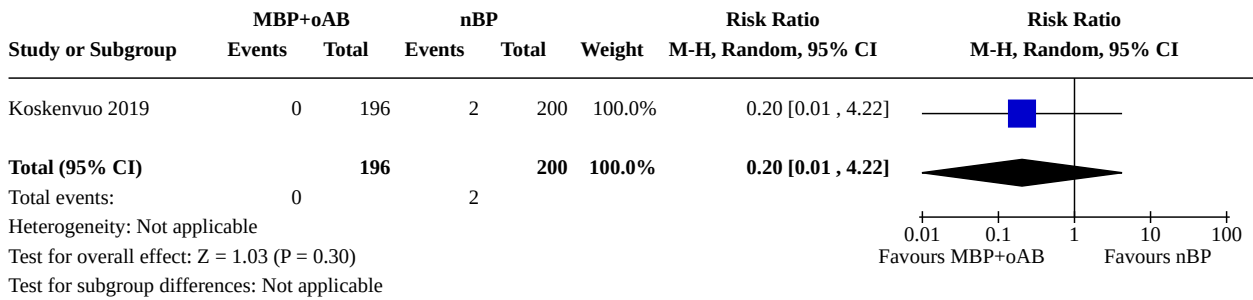 MBP+oAB nBP Risk Ratio Risk Ratio
Study or Subgroup Events Total Events Total Weight M-H, Random, 95% CI M-H, Random, 95% CI
Koskenvuo 2019 0 196 2 200 100.0% 0.20 [0.01 , 4.22]
Total (95% CI) 196 200 100.0% 0.20 [0.01 , 4.22]
Total events: 0 2
Heterogeneity: Not applicable
0.01 0.1 1 10 100
Test for overall effect: Z = 1.03 (P = 0.30) Favours MBP+oAB Favours nBP
Test for subgroup differences: Not applicable